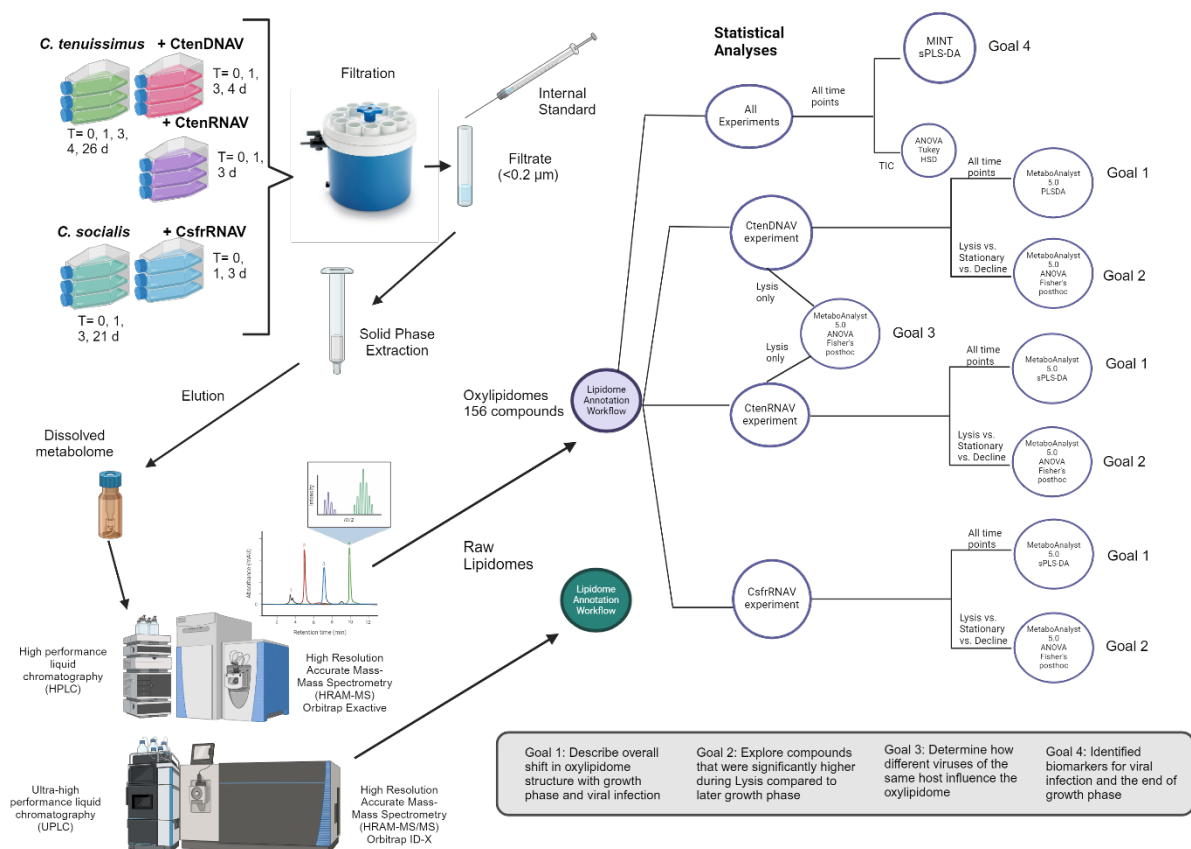 C. tenuissimus
+ CtenDNAV
T= 0, 1,
3, 4 d
T= 0, 1, 3,
4, 26 d
+ CtenRNAV
T= 0, 1,
3 d
C. socialis
+ CsfrRNAV
T= 0,
1, 3 d
T= 0, 1,
3, 21 d
Filtration
Internal
Standard
Filtrate
(<0.2 µm)
Solid Phase
Extraction
Elution
Dissolved
metabolome
High performance
liquid
chromatography
(HPLC)
Intensity
m/z
Absorbance (mAU)
2 4 6 8 10 12
Retention time (min)
High Resolution
Accurate Mass-
Mass Spectrometry
(HRAM-MS)
Orbitrap Exactive
Ultra-high
performance liquid
chromatography
(UPLC)
High Resolution
Accurate Mass-
Mass Spectrometry
(HRAM-MS/MS)
Orbitrap ID-X
Oxylipidomes
156 compounds
Lipidome
Annotation
Workflow
Raw
Lipidomes
Lipidome
Annotation
Workflow
Statistical
Analyses
All
Experiments
All time
points
MINT
sPLS-DA
Goal 4
TIC
ANOVA
Tukey
HSD
CtenDNAV
experiment
All time
points
MetaboAnalyst
5.0
PLSDA
Goal 1
Lysis vs.
Stationary
vs. Decline
MetaboAnalyst
5.0
ANOVA
Fisher's
posthoc
Goal 2
Lysis
only
MetaboAnalyst
5.0
ANOVA
Fisher's
posthoc
Goal 3
Lysis
only
CtenRNAV
experiment
All time
points
MetaboAnalyst
5.0
sPLS-DA
Goal 1
Lysis vs.
Stationary
vs. Decline
MetaboAnalyst
5.0
ANOVA
Fisher's
posthoc
Goal 2
CsfrRNAV
experiment
All time
points
MetaboAnalyst
5.0
sPLS-DA
Goal 1
Lysis vs.
Stationary
vs. Decline
MetaboAnalyst
5.0
ANOVA
Fisher's
posthoc
Goal 2
Goal 1: Describe overall
shift in oxylipidome
structure with growth
phase and viral infection
Goal 2: Explore compounds
that were significantly higher
during Lysis compared to
later growth phase
Goal 3: Determine how
different viruses of the
same host influence the
oxylipidome
Goal 4: Identified
biomarkers for viral
infection and the end of
growth phase